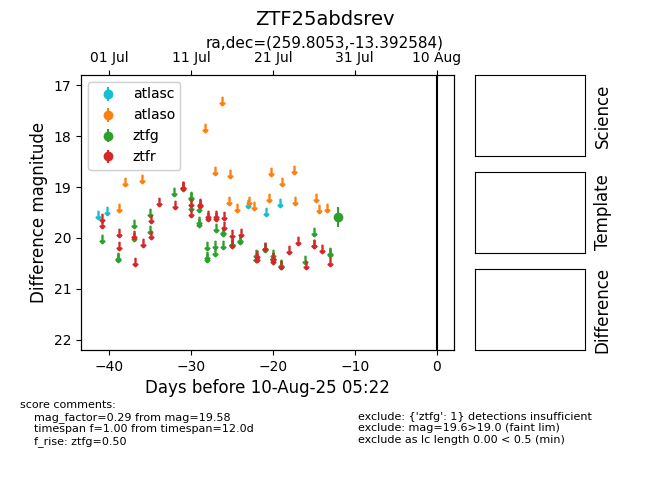 ZTF25abdsrev
ra,dec=(259.8053,-13.392584)
01 Jul 11 Jul 21 Jul 31 Jul 10 Aug
17
18
19
20
21
22
Difference magnitude
atlasc
atlaso
ztfg
ztfr
−40 −30 −20 −10 0
Days before 10-Aug-25 05:22
Science
Template
Difference
score comments:
mag_factor=0.29 from mag=19.58
timespan f=1.00 from timespan=12.0d
f_rise: ztfg=0.50
exclude: {'ztfg': 1} detections insufficient
exclude: mag=19.6>19.0 (faint lim)
exclude as lc length 0.00 < 0.5 (min)